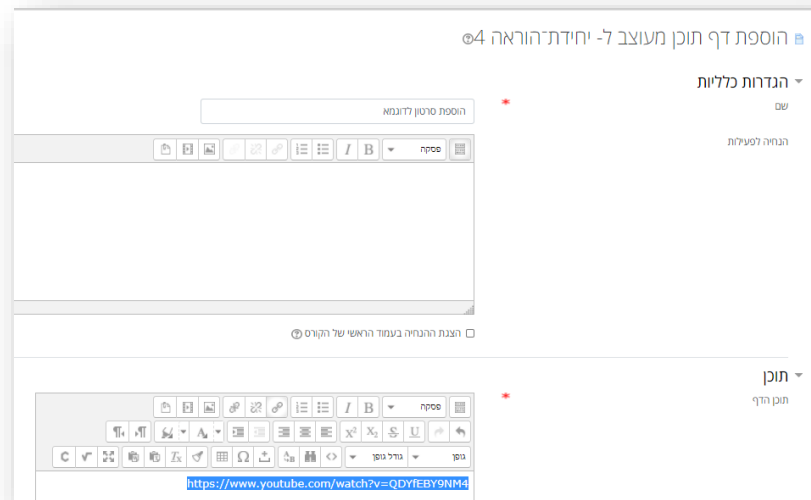 הוספת דף תוכן מעוצב ל- יחידת־הוראה 4
הגדרות כלליות
שם
הוספת סרטון לדוגמא
הנחיה לפעילות
פסקה
הצגת ההנחיה בעמוד הראשי של הקורס
תוכן
תוכן הדף
פסקה
גופן גודל גופן
https://www.youtube.com/watch?v=QDYfEBY9NM4